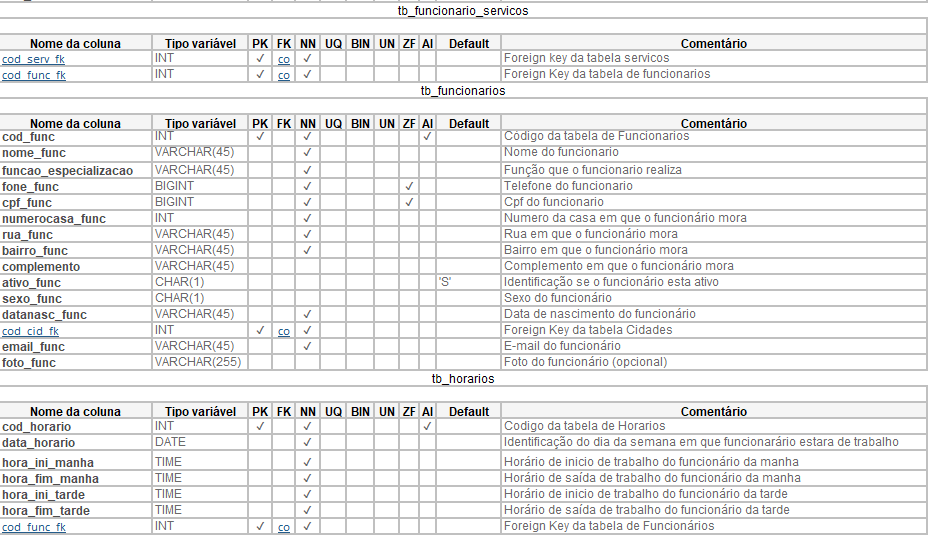 tb_funcionario_servicos
Nome da coluna Tipo variável PK FK NN UQ BIN UN ZF AI Default Comentário
cod_serv_fk INT ✓ co ✓ Foreign key da tabela servicos
cod_func_fk INT ✓ co ✓ Foreign Key da tabela de funcionarios
tb_funcionarios
Nome da coluna Tipo variável PK FK NN UQ BIN UN ZF AI Default Comentário
cod_func INT ✓ ✓ ✓ Código da tabela de Funcionarios
nome_func VARCHAR(45) ✓ Nome do funcionario
funcao_especializacao VARCHAR(45) ✓ Função que o funcionario realiza
fone_func BIGINT ✓ ✓ Telefone do funcionario
cpf_func BIGINT ✓ ✓ Cpf do funcionario
numerocasa_func INT ✓ Numero da casa em que o funcionário mora
rua_func VARCHAR(45) ✓ Rua em que o funcionário mora
bairro_func VARCHAR(45) ✓ Bairro em que o funcionário mora
complemento VARCHAR(45) Complemento em que o funcionário mora
ativo_func CHAR(1) 'S' Identificação se o funcionário esta ativo
sexo_func CHAR(1) Sexo do funcionário
datanasc_func VARCHAR(45) ✓ Data de nascimento do funcionário
cod_cid_fk INT ✓ co ✓ Foreign Key da tabela Cidades
email_func VARCHAR(45) ✓ E-mail do funcionário
foto_func VARCHAR(255) Foto do funcionário (opcional)
tb_horarios
Nome da coluna Tipo variável PK FK NN UQ BIN UN ZF AI Default Comentário
cod_horario INT ✓ ✓ ✓ Codigo da tabela de Horarios
data_horario DATE ✓ Identificação do dia da semana em que funcionarário estara de trabalho
hora_ini_manha TIME ✓ Horário de inicio de trabalho do funcionário da manha
hora_fim_manha TIME ✓ Horário de saída de trabalho do funcionário da manha
hora_ini_tarde TIME ✓ Horário de inicio de trabalho do funcionário da tarde
hora_fim_tarde TIME ✓ Horário de saída de trabalho do funcionário da tarde
cod_func_fk INT ✓ co ✓ Foreign Key da tabela de Funcionários